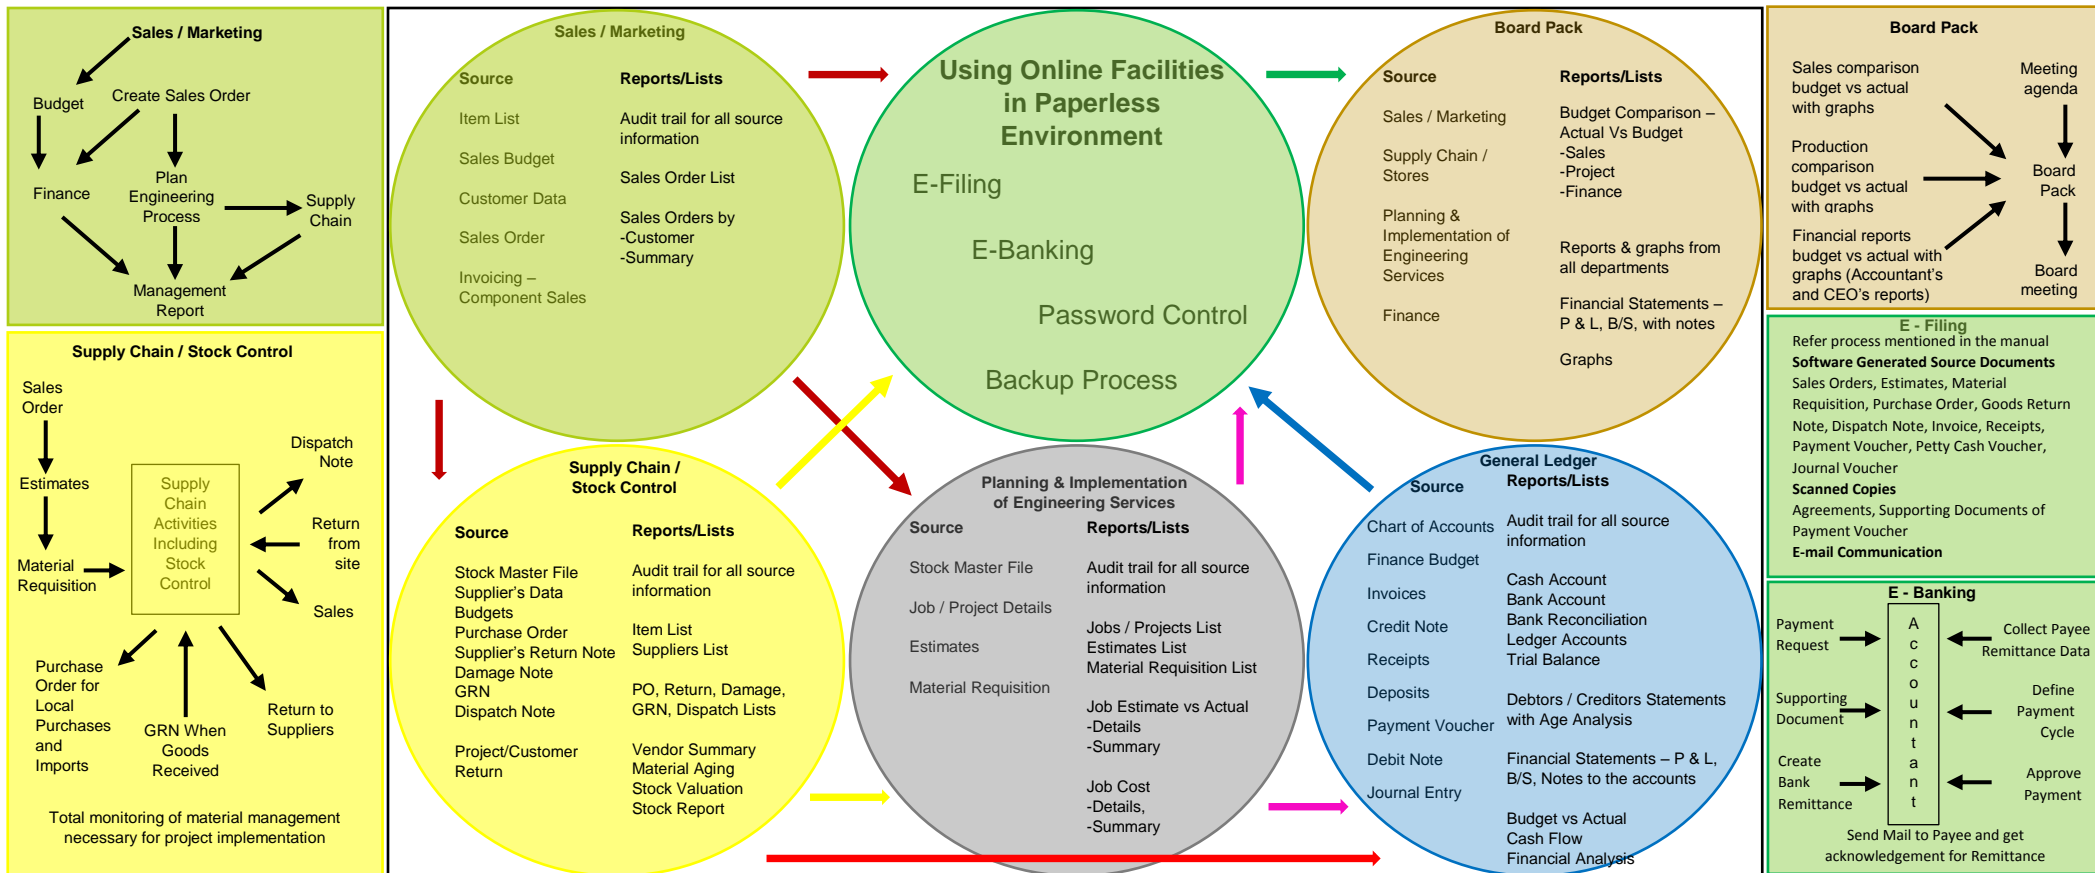 Sales / Marketing
Budget
Create Sales Order
Finance
Plan
Engineering
Process
Supply
Chain
Management
Report
Supply Chain / Stock Control
Sales
Order
Estimates
Material
Requisition
Supply
Chain
Activities
Including
Stock
Control
Dispatch
Note
Return
from
site
Sales
Purchase
Order for
Local
Purchases
and
Imports
GRN When
Goods
Received
Return to
Suppliers
Total monitoring of material management
necessary for project implementation
Sales / Marketing
Source
Item List
Sales Budget
Customer Data
Sales Order
Invoicing –
Component Sales
Reports/Lists
Audit trail for all source
information
Sales Order List
Sales Orders by
-Customer
-Summary
Using Online Facilities
in Paperless
Environment
E-Filing
E-Banking
Password Control
Backup Process
Board Pack
Source
Sales / Marketing
Supply Chain /
Stores
Planning &
Implementation of
Engineering
Services
Finance
Reports/Lists
Budget Comparison –
Actual Vs Budget
-Sales
-Project
-Finance
Reports & graphs from
all departments
Financial Statements –
P & L, B/S, with notes
Graphs
Supply Chain /
Stock Control
Source
Stock Master File
Supplier's Data
Budgets
Purchase Order
Supplier's Return Note
Damage Note
GRN
Dispatch Note
Project/Customer
Return
Reports/Lists
Audit trail for all source
information
Item List
Suppliers List
PO, Return, Damage,
GRN, Dispatch Lists
Vendor Summary
Material Aging
Stock Valuation
Stock Report
Planning & Implementation
of Engineering Services
Source
Stock Master File
Job / Project Details
Estimates
Material Requisition
Reports/Lists
Audit trail for all source
information
Jobs / Projects List
Estimates List
Material Requisition List
Job Estimate vs Actual
-Details
-Summary
Job Cost
-Details,
-Summary
General Ledger
Source
Chart of Accounts
Finance Budget
Invoices
Credit Note
Receipts
Deposits
Payment Voucher
Debit Note
Journal Entry
Reports/Lists
Audit trail for all source
information
Cash Account
Bank Account
Bank Reconciliation
Ledger Accounts
Trial Balance
Debtors / Creditors Statements
with Age Analysis
Financial Statements – P & L,
B/S, Notes to the accounts
Budget vs Actual
Cash Flow
Financial Analysis
Board Pack
Sales comparison
budget vs actual
with graphs
Production
comparison
budget vs actual
with graphs
Financial reports
budget vs actual with
graphs (Accountant's
and CEO's reports)
Meeting
agenda
Board
Pack
Board
meeting
E - Filing
Refer process mentioned in the manual
Software Generated Source Documents
Sales Orders, Estimates, Material
Requisition, Purchase Order, Goods Return
Note, Dispatch Note, Invoice, Receipts,
Payment Voucher, Petty Cash Voucher,
Journal Voucher
Scanned Copies
Agreements, Supporting Documents of
Payment Voucher
E-mail Communication
E - Banking
Payment
Request
Supporting
Document
Create
Bank
Remittance
A
c
c
o
u
n
t
a
n
t
Collect Payee
Remittance Data
Define
Payment
Cycle
Approve
Payment
Send Mail to Payee and get
acknowledgement for Remittance